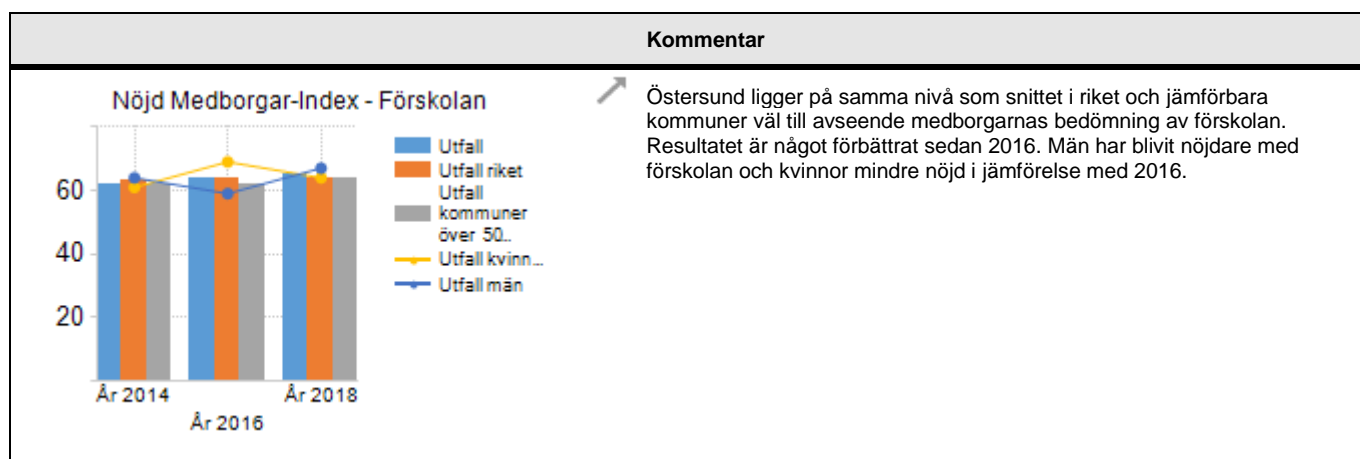 Kommentar
Nöjd Medborgar-Index - Förskolan
60
40
20
År 2014
År 2016
År 2018
Utfall
Utfall riket
Utfall
kommuner
över 50..
Utfall kvinn...
Utfall män
Östersund ligger på samma nivå som snittet i riket och jämförbara
kommuner väl till avseende medborgarnas bedömning av förskolan.
Resultatet är något förbättrat sedan 2016. Män har blivit nöjdare med
förskolan och kvinnor mindre nöjd i jämförelse med 2016.